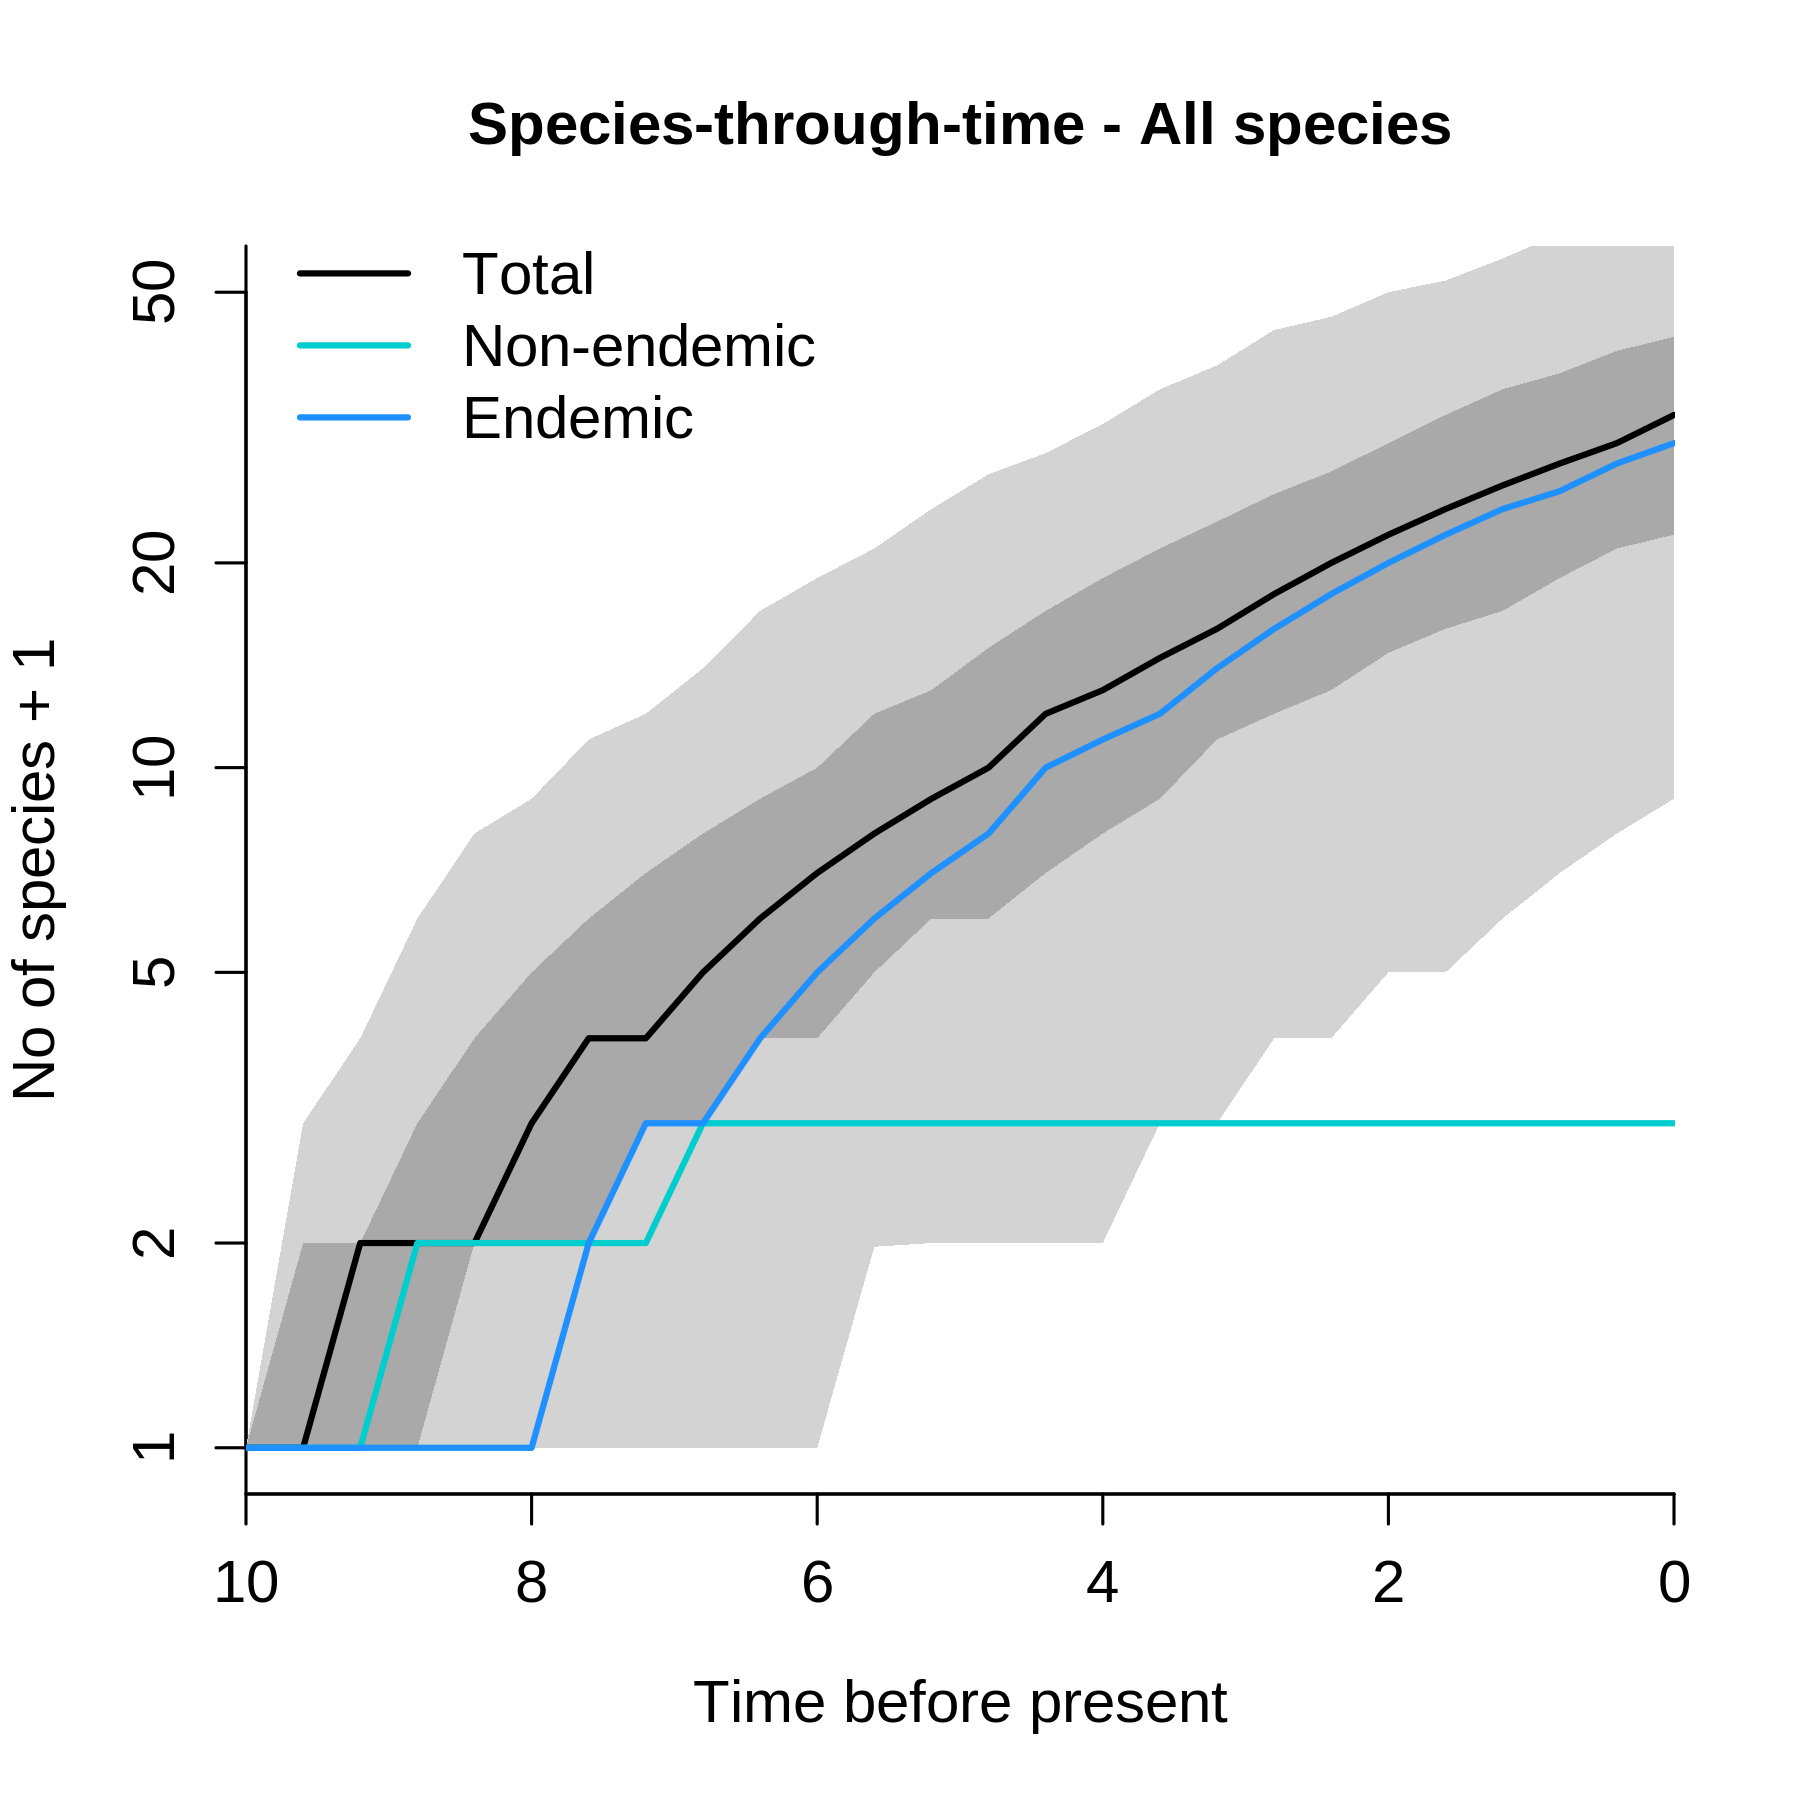 Species-through-time - All species
Total
Non-endemic
Endemic
No of species + 1
50
20
10
5
2
1
10 8 6 4 2 0
Time before present